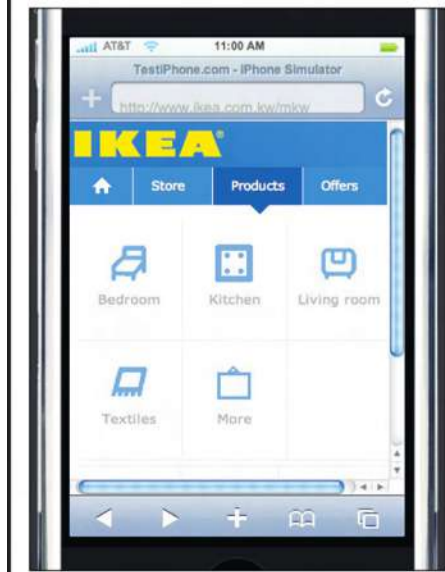 AT&T 11:00 AM
TestiPhone.com - iPhone Simulator
http://www.ikea.com.kw/mkw
IKEA®
Store Products Offers
Bedroom Kitchen Living room
Textiles More